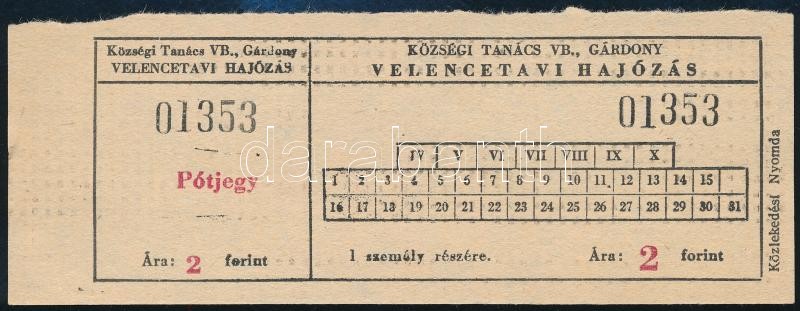 Községi Tanács VB., Gárdony
VELENCETAVI HAJÓZÁS
01353
Pótjegy
Ára: 2 forint
KÖZSÉGI TANÁCS VB., GÁRDONY
VELENCETAVI HAJÓZÁS
01353
IV V VI VII VIII IX X
1 2 3 4 5 6 7 8 9 10 11 12 13 14 15
16 17 18 19 20 21 22 23 24 25 26 27 28 29 30 31
1 személy részére. Ára: 2 forint
Közlekedési Nyomda
darabanth